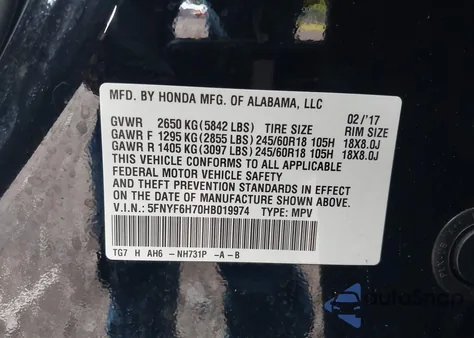 MFD. BY HONDA MFG. OF ALABAMA, LLC
02/'17
GVWR 2650 KG(5842 LBS) TIRE SIZE RIM SIZE
GAWR F 1295 KG(2855 LBS) 245/60R18 105H 18X8.0J
GAWR R 1405 KG(3097 LBS) 245/60R18 105H 18X8.0J
THIS VEHICLE CONFORMS TO ALL APPLICABLE
FEDERAL MOTOR VEHICLE SAFETY
AND THEFT PREVENTION STANDARDS IN EFFECT
ON THE DATE OF MANUFACTURE SHOWN ABOVE.
V.I.N.: 5FNYF6H70HB019974 TYPE: MPV
TG7 H AH6 -NH731P -A-B
AutoSnap